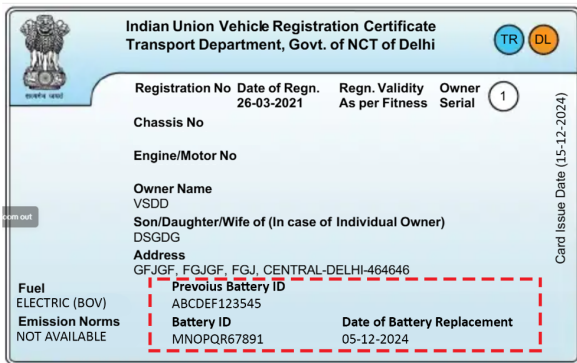 Indian Union Vehicle Registration Certificate
Transport Department, Govt. of NCT of Delhi
TR DL
Registration No Date of Regn. Regn. Validity Owner
26-03-2021 As per Fitness Serial 1
Chassis No
Engine/Motor No
Owner Name
VSDD
Son/Daughter/Wife of (In case of Individual Owner)
DSGDG
Address
GFJGF, FGJGF, FGJ, CENTRAL-DELHI-464646
Card Issue Date (15-12-2024)
Fuel
ELECTRIC (BOV)
Emission Norms
NOT AVAILABLE
Prevoius Battery ID
ABCDEF123545
Battery ID Date of Battery Replacement
MNOPQR67891 05-12-2024
सत्यमेव जयते
oom out